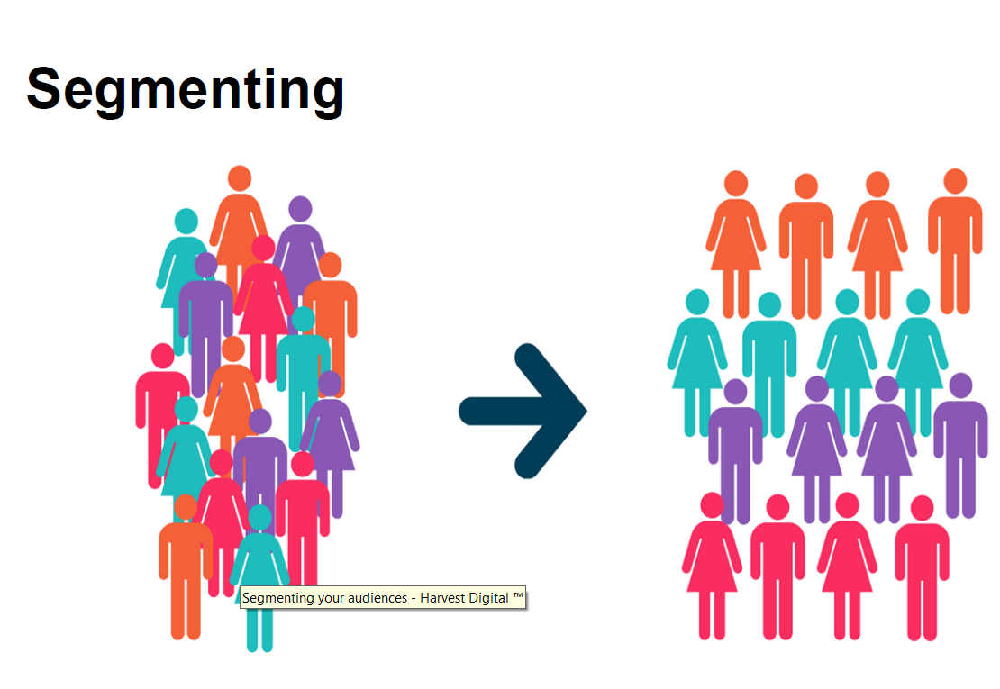 Segmenting
Segmenting your audiences - Harvest Digital ™